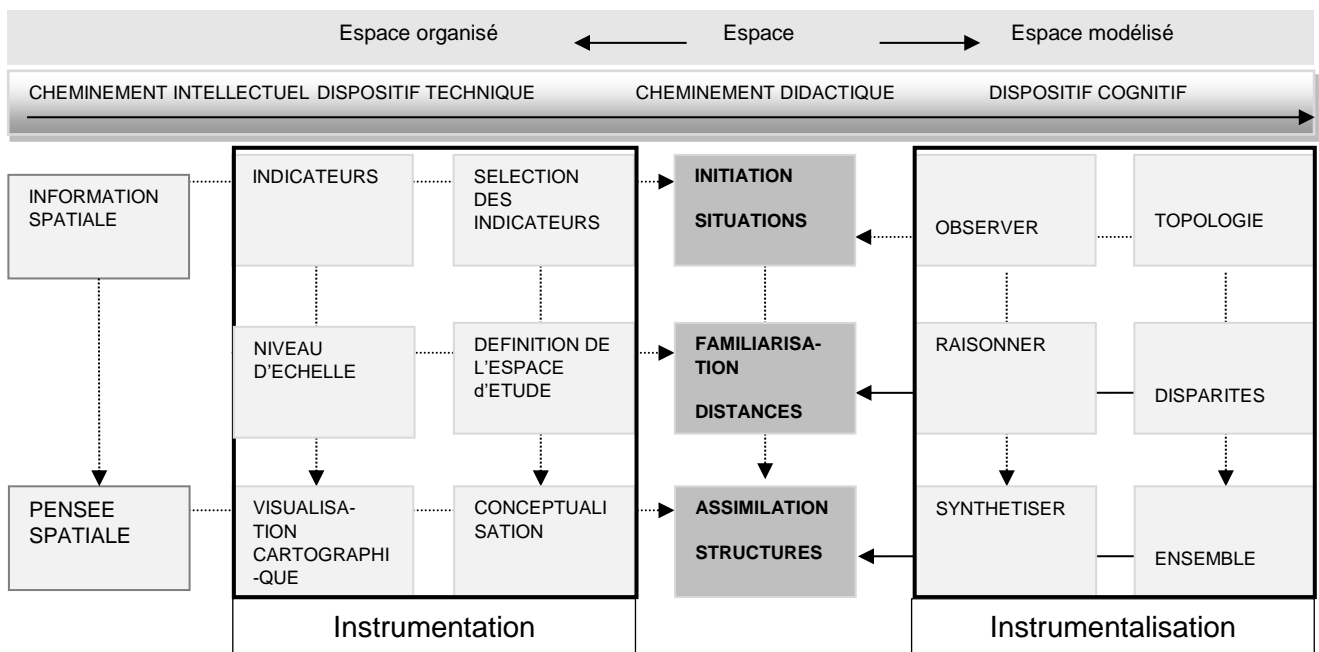 Espace organisé Espace Espace modélisé
CHEMINEMENT INTELLECTUEL DISPOSITIF TECHNIQUE CHEMINEMENT DIDACTIQUE DISPOSITIF COGNITIF
INFORMATION
SPATIALE
INDICATEURS
SELECTION
DES
INDICATEURS
INITIATION
SITUATIONS
OBSERVER
TOPOLOGIE
NIVEAU
D'ECHELLE
DEFINITION DE
L'ESPACE
d'ETUDE
FAMILIARISA-
TION
DISTANCES
RAISONNER
DISPARITES
PENSEE
SPATIALE
VISUALISA-
TION
CARTOGRAPHI
-QUE
CONCEPTUALI
SATION
ASSIMILATION
STRUCTURES
SYNTHETISER
ENSEMBLE
Instrumentation
Instrumentalisation